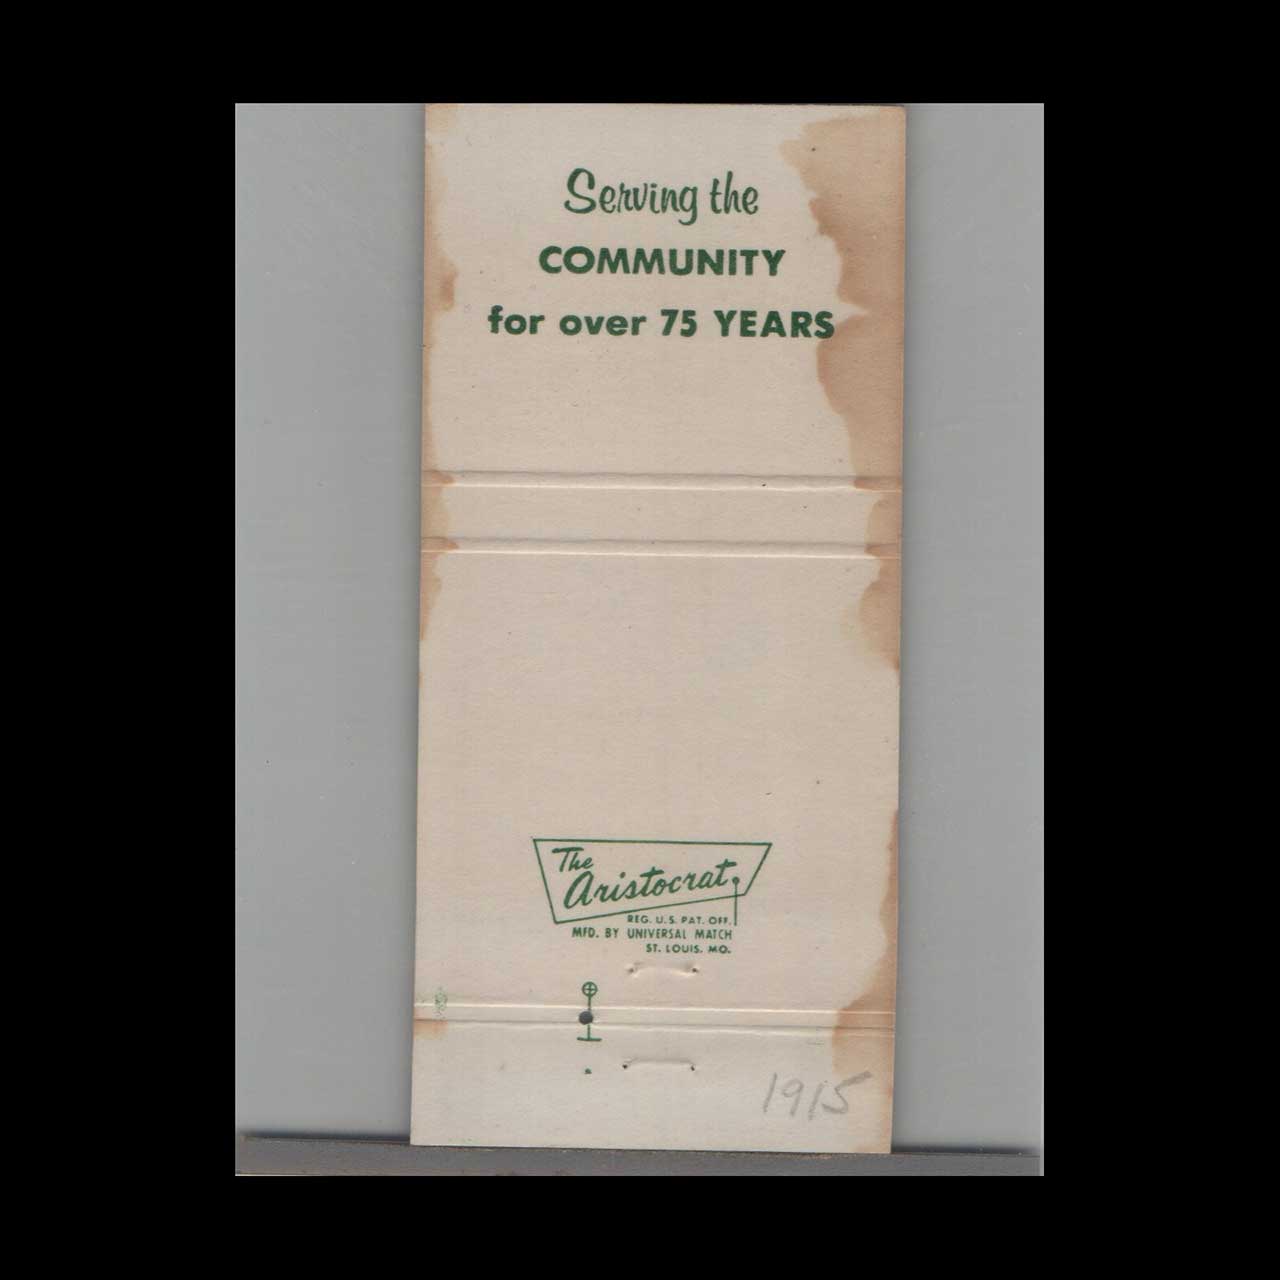 Serving the
COMMUNITY
for over 75 YEARS
The
Aristocrat
REG. U.S. PAT. OFF.
MFD. BY UNIVERSAL MATCH
ST. LOUIS. MO.
1915